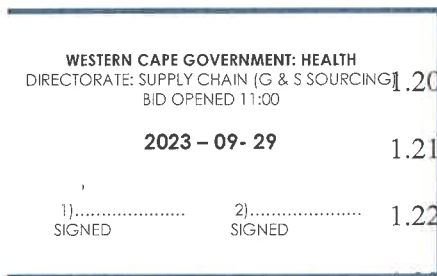 WESTERN CAPE GOVERNMENT: HEALTH
DIRECTORATE: SUPPLY CHAIN (G & S SOURCING)
BID OPENED 11:00
1.20
2023 – 09- 29
1.21
1)..................... 2).....................
1.22
SIGNED SIGNED